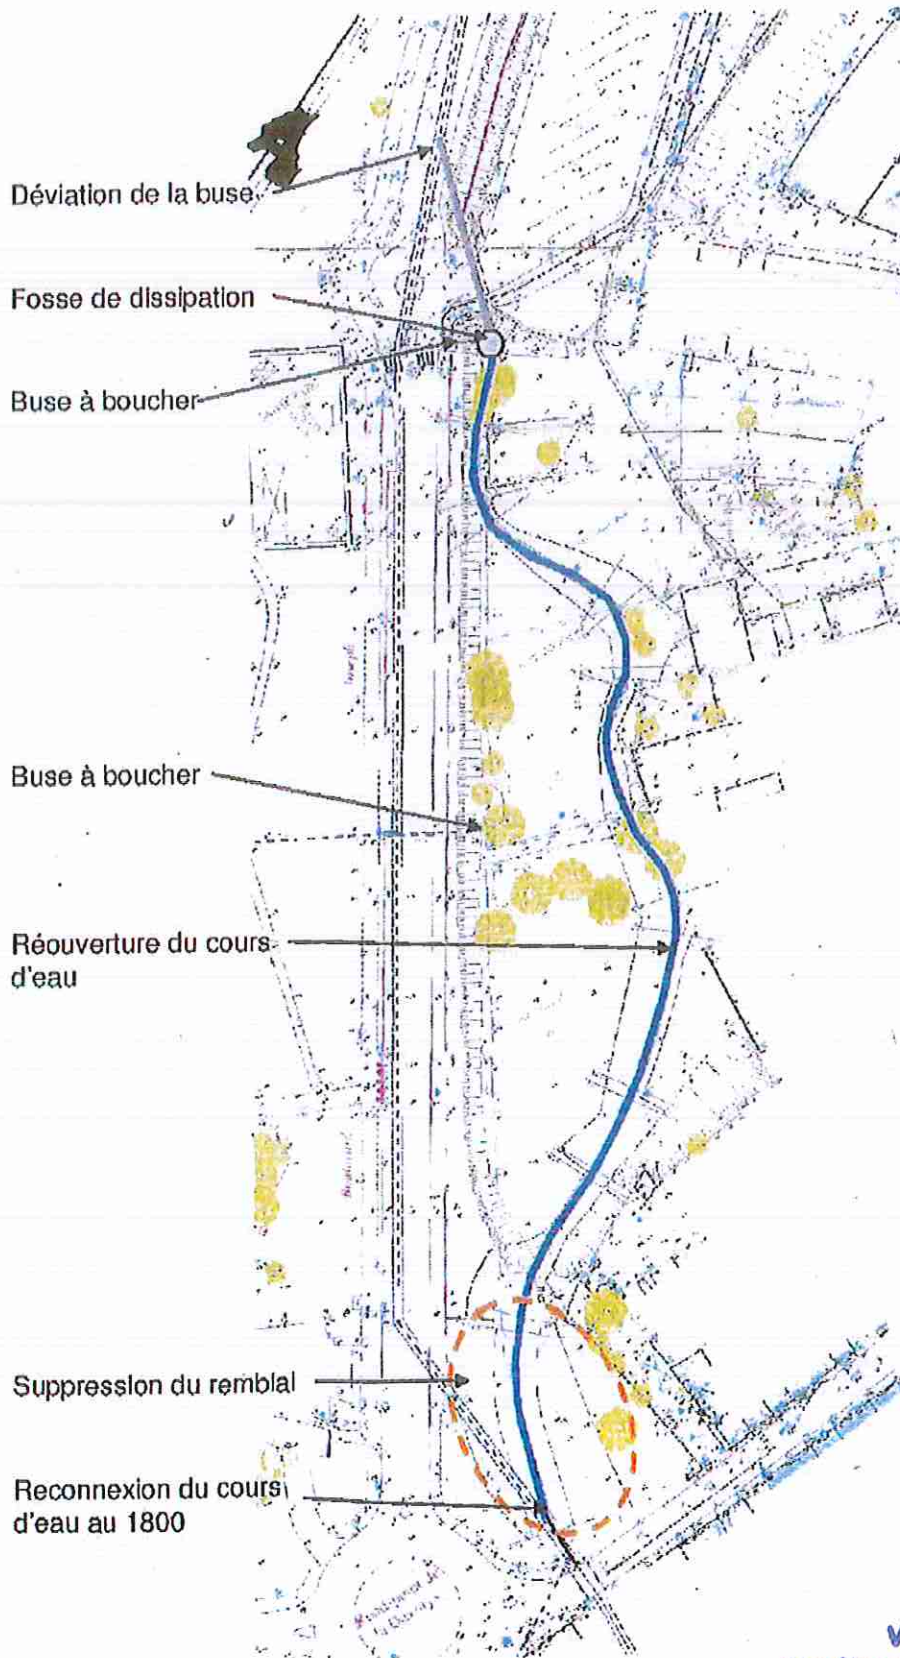 Déviation de la buse
Fosse de dissipation
Buse à boucher
Buse à boucher
Réouverture du cours
d'eau
Suppression du remblai
Reconnexion du cours
d'eau au 1800